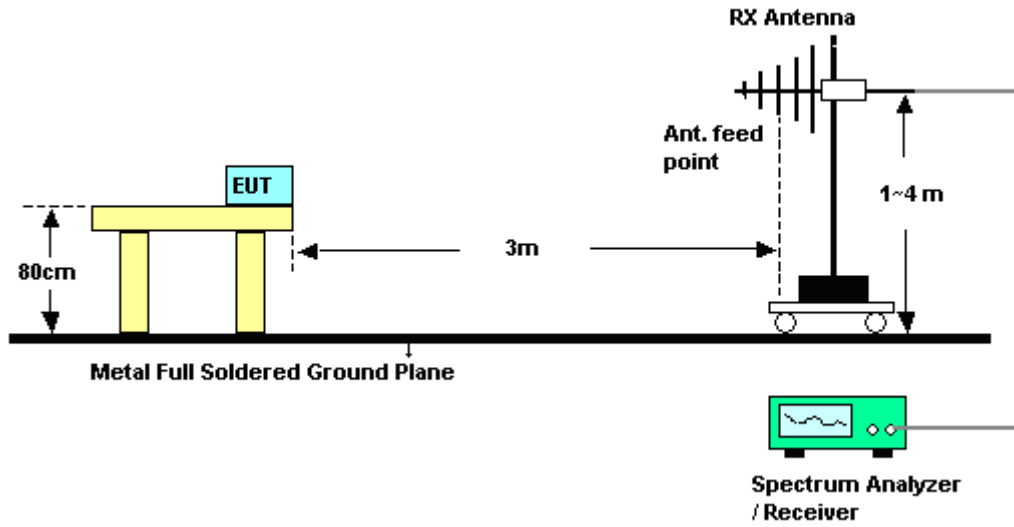 RX Antenna
Ant. feed
point
1~4 m
EUT
3m
80cm
Metal Full Soldered Ground Plane
Spectrum Analyzer
/ Receiver